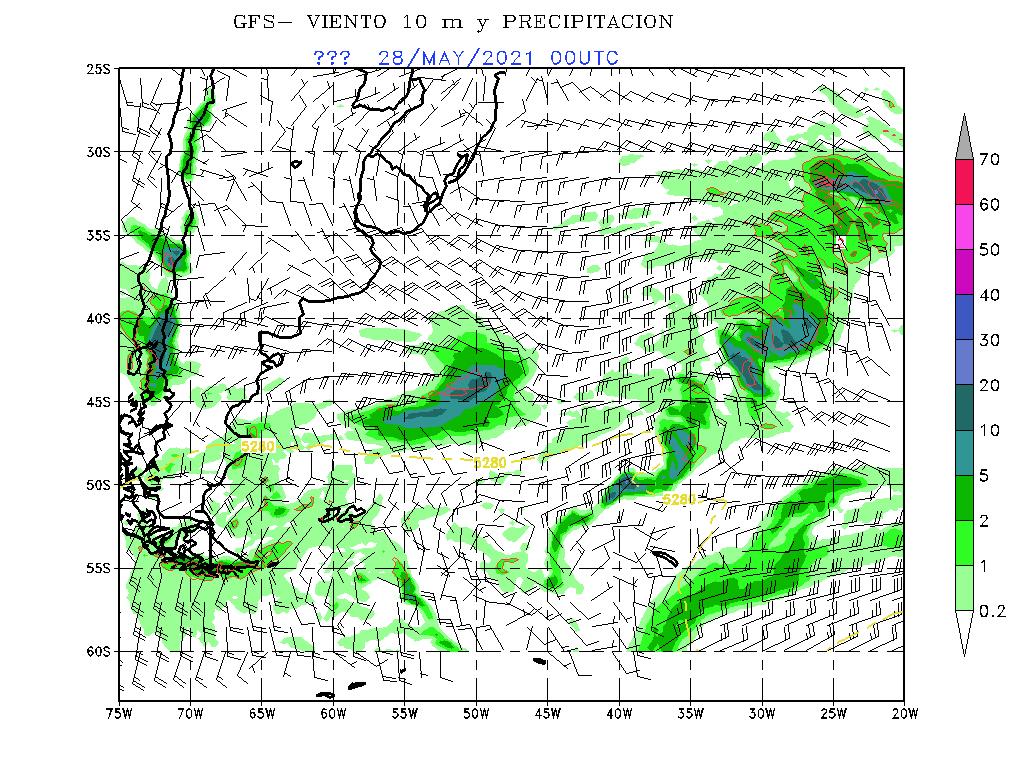 GFS— VIENTO 10 m y PRECIPITACION
??? 28/MAY/2021 00UTC
25S
30S
35S
40S
45S
50S
55S
60S
75W 70W 65W 60W 55W 50W 45W 40W 35W 30W 25W 20W
5280
5280
5280
70
60
50
40
30
20
10
5
2
1
0.2